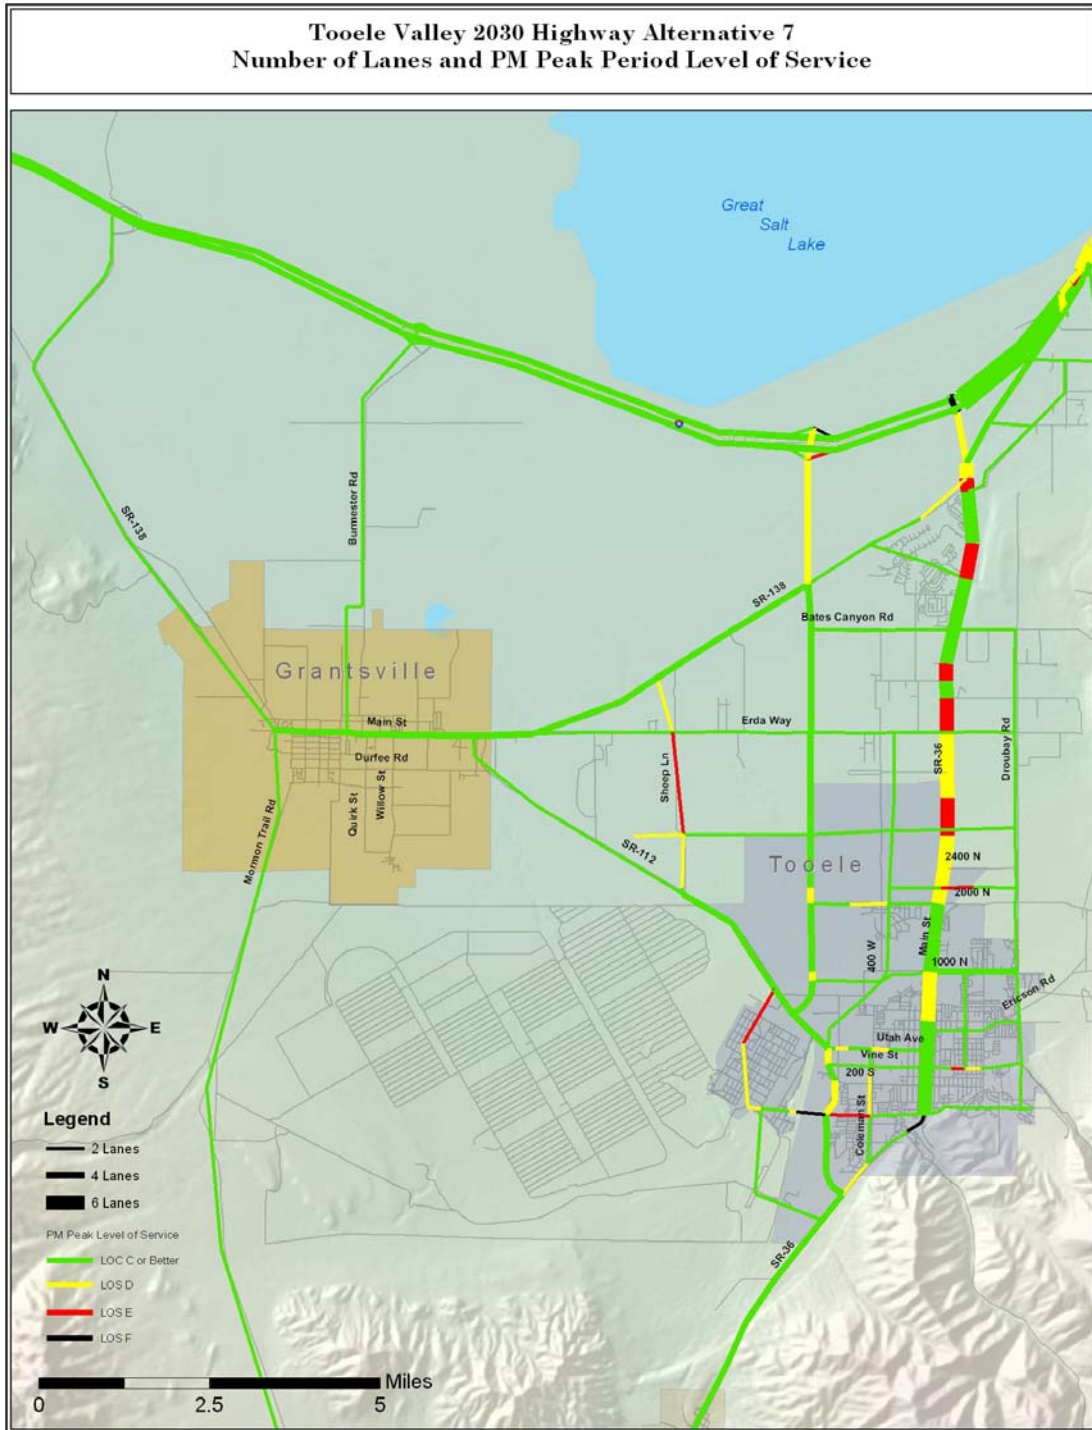 Tooele Valley 2030 Highway Alternative 7
Number of Lanes and PM Peak Period Level of Service
Great
Salt
Lake
SR-138
Burmester Rd
SR-138
Bates Canyon Rd
Grantsville
Main St
Erda Way
Durfee Rd
Sheep Ln
SR-36
Droubay Rd
Quirk St
Willow St
Mormon Trail Rd
SR-112
Tooele
2400 N
2000 N
Main St
400 W
1000 N
Ericson Rd
Utah Ave
Vine St
200 S
Coleman St
SR-36
N
W
E
S
Legend
2 Lanes
4 Lanes
6 Lanes
PM Peak Level of Service
LOC C or Better
LOS D
LOS E
LOS F
Miles
0
2.5
5